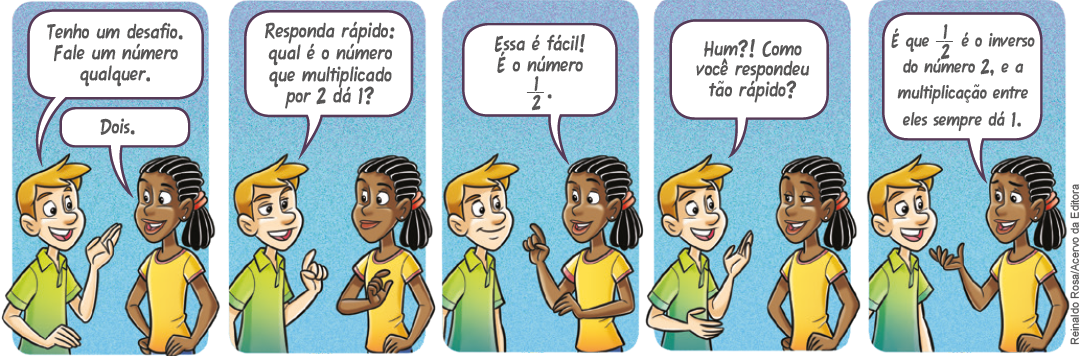 Tenho um desafio.
Fale um número
qualquer.
Dois.
Responda rápido:
qual é o número
que multiplicado
por 2 dá 1?
Essa é fácil!
É o número
1
2 .
Hum?! Como
você respondeu
tão rápido?
É que 1/2 é o inverso
do número 2, e a
multiplicação entre
eles sempre dá 1.
Reinaldo Rosa/Acervo da Editora